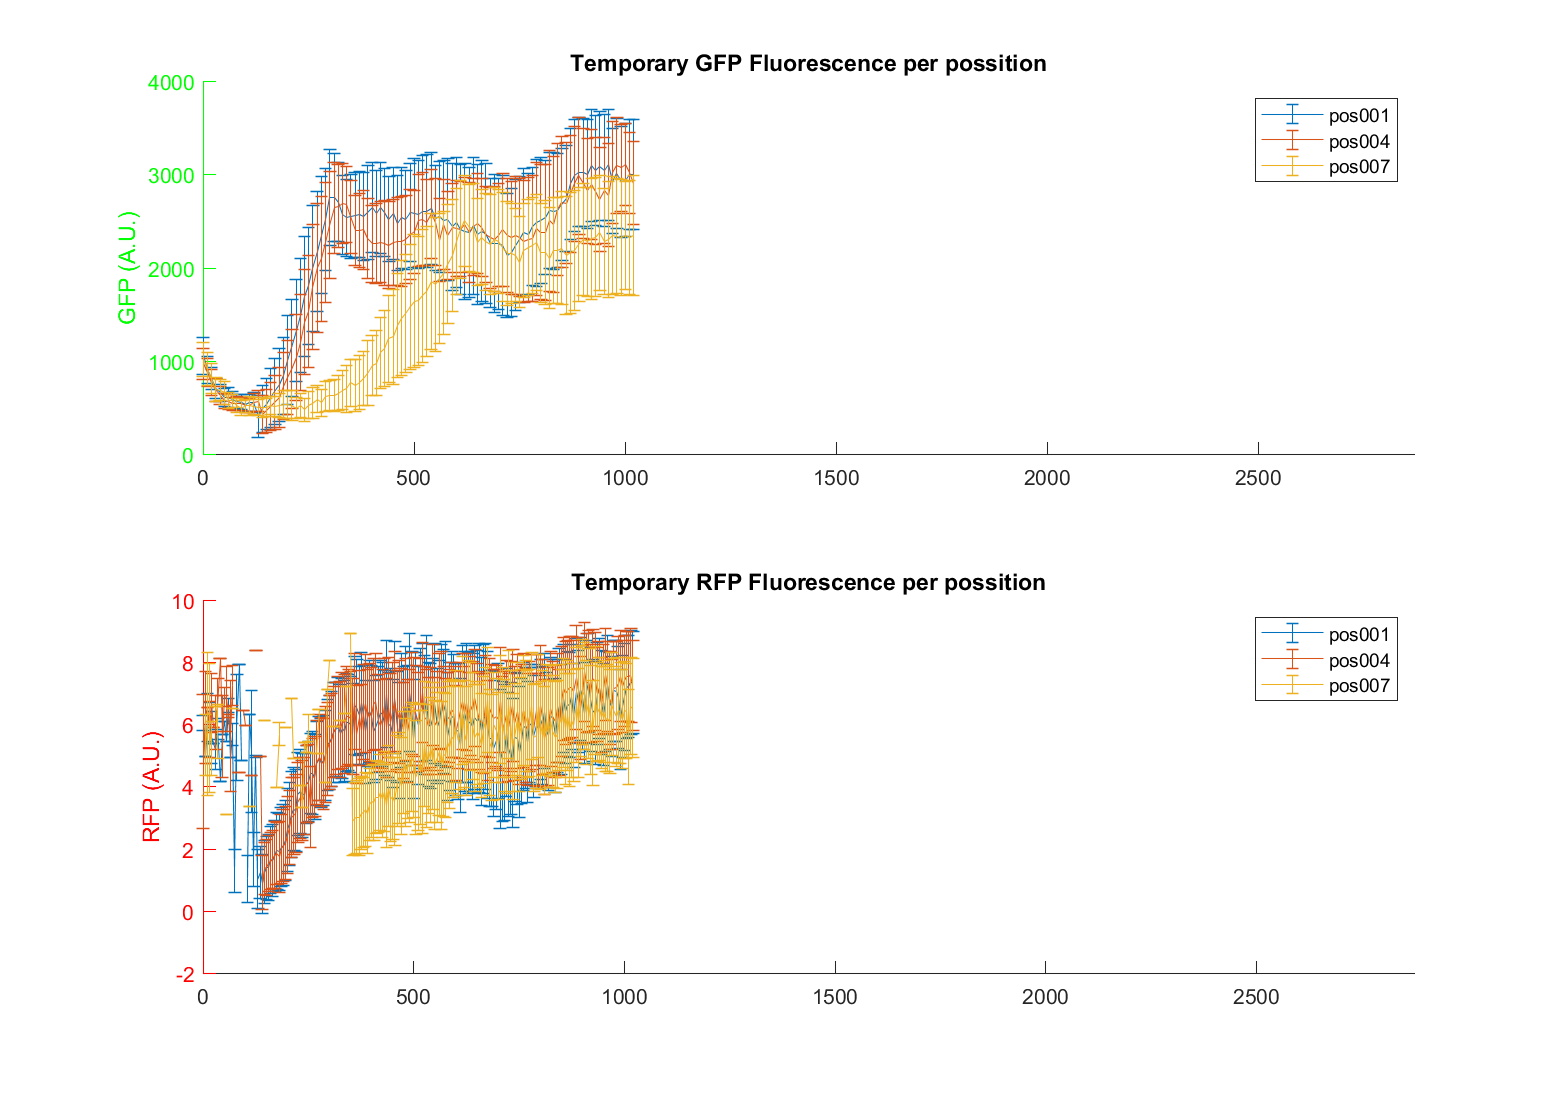 Temporary GFP Fluorescence per possition
4000
3000
2000
1000
0
GFP (A.U.)
0 500 1000 1500 2000 2500
pos001
pos004
pos007
Temporary RFP Fluorescence per possition
10
8
6
4
2
0
-2
RFP (A.U.)
0 500 1000 1500 2000 2500
pos001
pos004
pos007